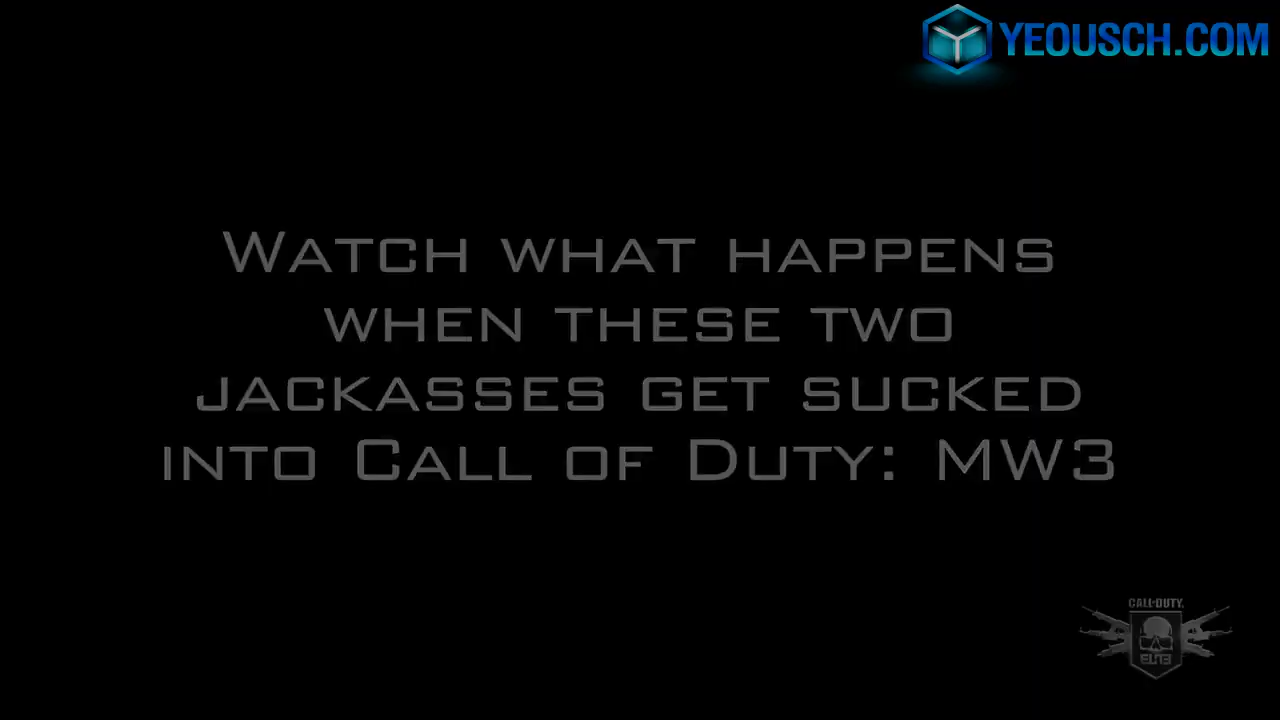 YEOUSCH.COM
Watch what happens
when these two
jackasses get sucked
into Call of Duty: MW3
CALL OF DUTY
ELITE